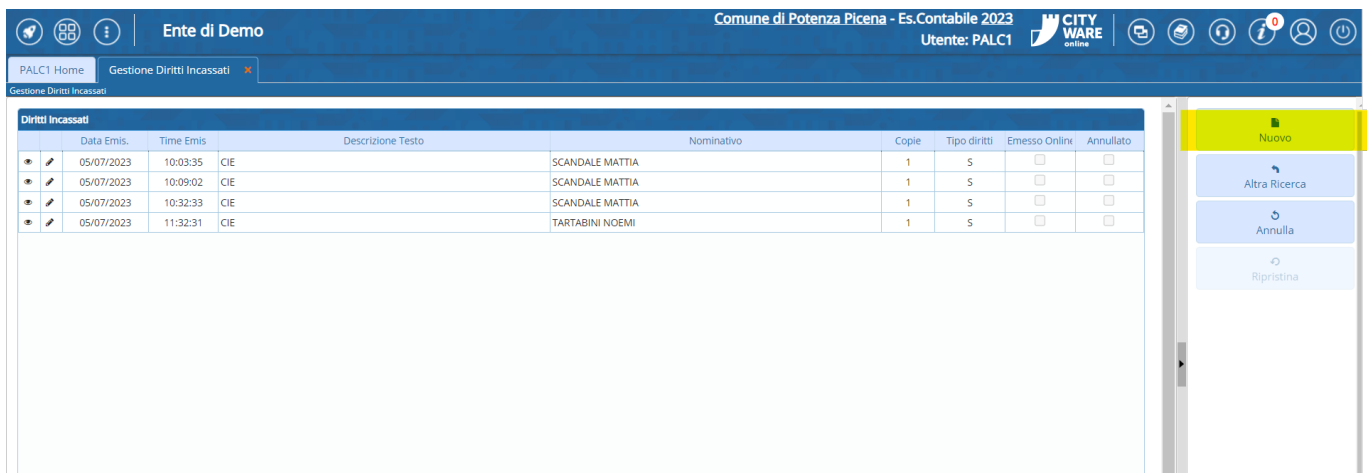 Ente di Demo
Comune di Potenza Picena - Es.Contabile 2023
Utente: PALC1
CITY
WARE
online
0
PALC1 Home
Gestione Diritti Incassati ×
Gestione Diritti Incassati
Diritti Incassati
Data Emis. Time Emis Descrizione Testo Nominativo Copie Tipo diritti Emesso Online Annullato
05/07/2023 10:03:35 CIE SCANDALE MATTIA 1 S
05/07/2023 10:09:02 CIE SCANDALE MATTIA 1 S
05/07/2023 10:32:33 CIE SCANDALE MATTIA 1 S
05/07/2023 11:32:31 CIE TARTABINI NOEMI 1 S
Nuovo
Altra Ricerca
Annulla
Ripristina